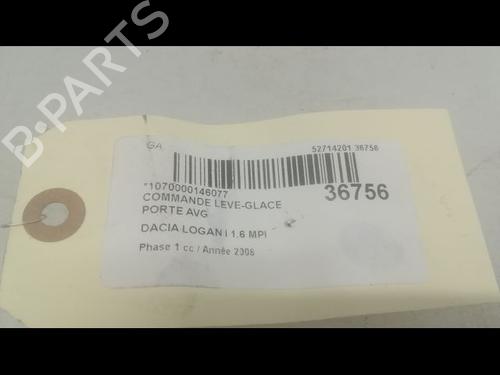 B-PARTS
GA
52714201 36756
*1070000146077
36756
COMMANDE LEVE-GLACE
PORTE AVG
DACIA LOGAN I 1.6 MPI
Phase 1 cc / Année 2008